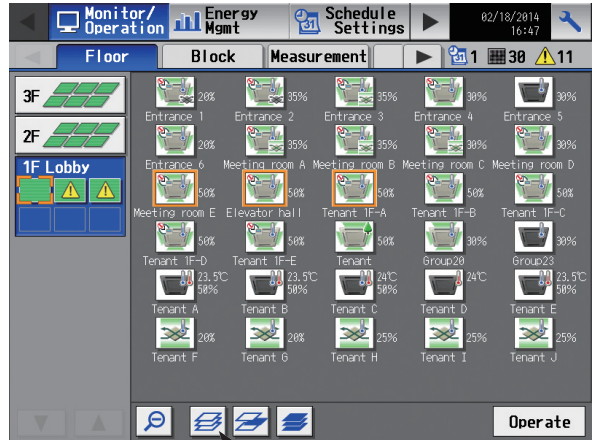 Monitor/
Operation
Energy
Mgmt
Schedule
Settings
31
02/18/2014
16:47
Floor
Block
Measurement
31
1
30
11
3F
2F
1F Lobby
20% 35% 35% 30% 30%
Entrance 1 Entrance 2 Entrance 3 Entrance 4 Entrance 5
20% 35% 35% 30% 30%
Entrance 6 Meeting room A Meeting room B Meeting room C Meeting room D
50% 50% 50% 50% 50%
Meeting room E Elevator hall Tenant 1F-A Tenant 1F-B Tenant 1F-C
50% 50% 50% 30% 30%
Tenant 1F-D Tenant 1F-E Tenant Group20 Group23
23.5℃ 23.5℃ 24℃ 24℃ 23.5℃
50% 50% 50% 50%
Tenant A Tenant B Tenant C Tenant D Tenant E
20% 20% 25% 25% 25%
Tenant F Tenant G Tenant H Tenant I Tenant J
Operate